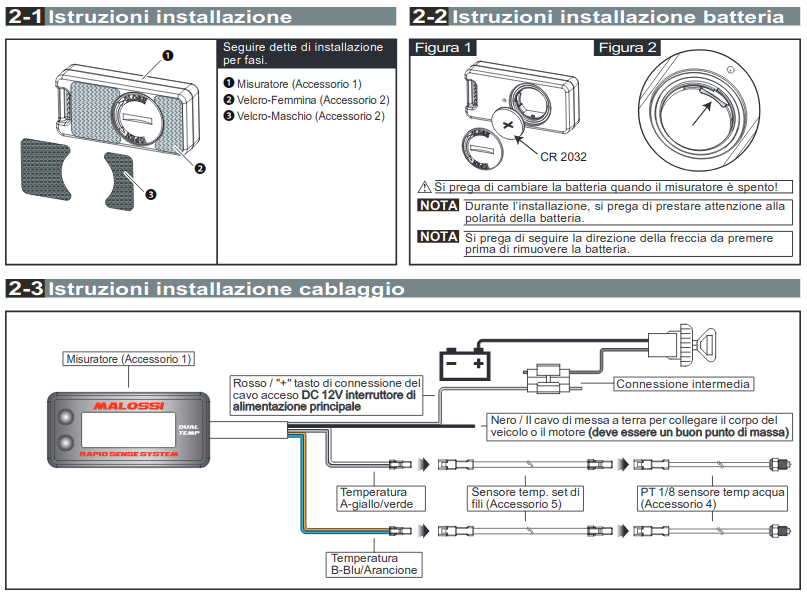 2-1 Istruzioni installazione
Seguire dette di installazione
per fasi.
❶ Misuratore (Accessorio 1)
❷ Velcro-Femmina (Accessorio 2)
❸ Velcro-Maschio (Accessorio 2)
❶
❷
❸
CLOSE
OPEN
2-2 Istruzioni installazione batteria
Figura 1
Figura 2
CR 2032
Si prega di cambiare la batteria quando il misuratore è spento!
NOTA Durante l'installazione, si prega di prestare attenzione alla
polarità della batteria.
NOTA Si prega di seguire la direzione della freccia da premere
prima di rimuovere la batteria.
2-3 Istruzioni installazione cablaggio
Misuratore (Accessorio 1)
MALOSSI
DUAL
TEMP
RAPID SENSE SYSTEM
Rosso / "+" tasto di connessione del
cavo acceso DC 12V interruttore di
alimentazione principale
- +
Connessione intermedia
Nero / Il cavo di messa a terra per collegare il corpo del
veicolo o il motore (deve essere un buon punto di massa)
Temperatura
A-giallo/verde
Sensore temp. set di
fili (Accessorio 5)
PT 1/8 sensore temp acqua
(Accessorio 4)
Temperatura
B-Blu/Arancione